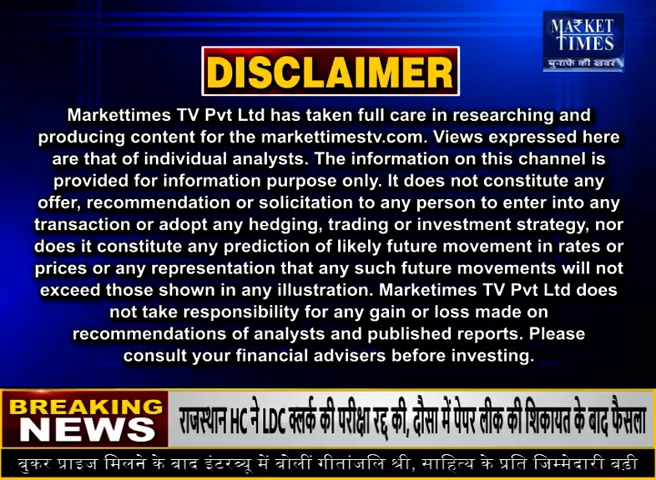 MARKET
TIMES
मुनाफे की खबर
DISCLAIMER
Markettimes TV Pvt Ltd has taken full care in researching and
producing content for the markettimestv.com. Views expressed here
are that of individual analysts. The information on this channel is
provided for information purpose only. It does not constitute any
offer, recommendation or solicitation to any person to enter into any
transaction or adopt any hedging, trading or investment strategy, nor
does it constitute any prediction of likely future movement in rates or
prices or any representation that any such future movements will not
exceed those shown in any illustration. Marketimes TV Pvt Ltd does
not take responsibility for any gain or loss made on
recommendations of analysts and published reports. Please
consult your financial advisers before investing.
BREAKING
NEWS
राजस्थान HC ने LDC क्लर्क की परीक्षा रद्द की, दौसा में पेपर लीक की शिकायत के बाद फैसला
बुकर प्राइज मिलने के बाद इंटरव्यू में बोलीं गीतांजलि श्री, साहित्य के प्रति जिम्मेदारी बढ़ी